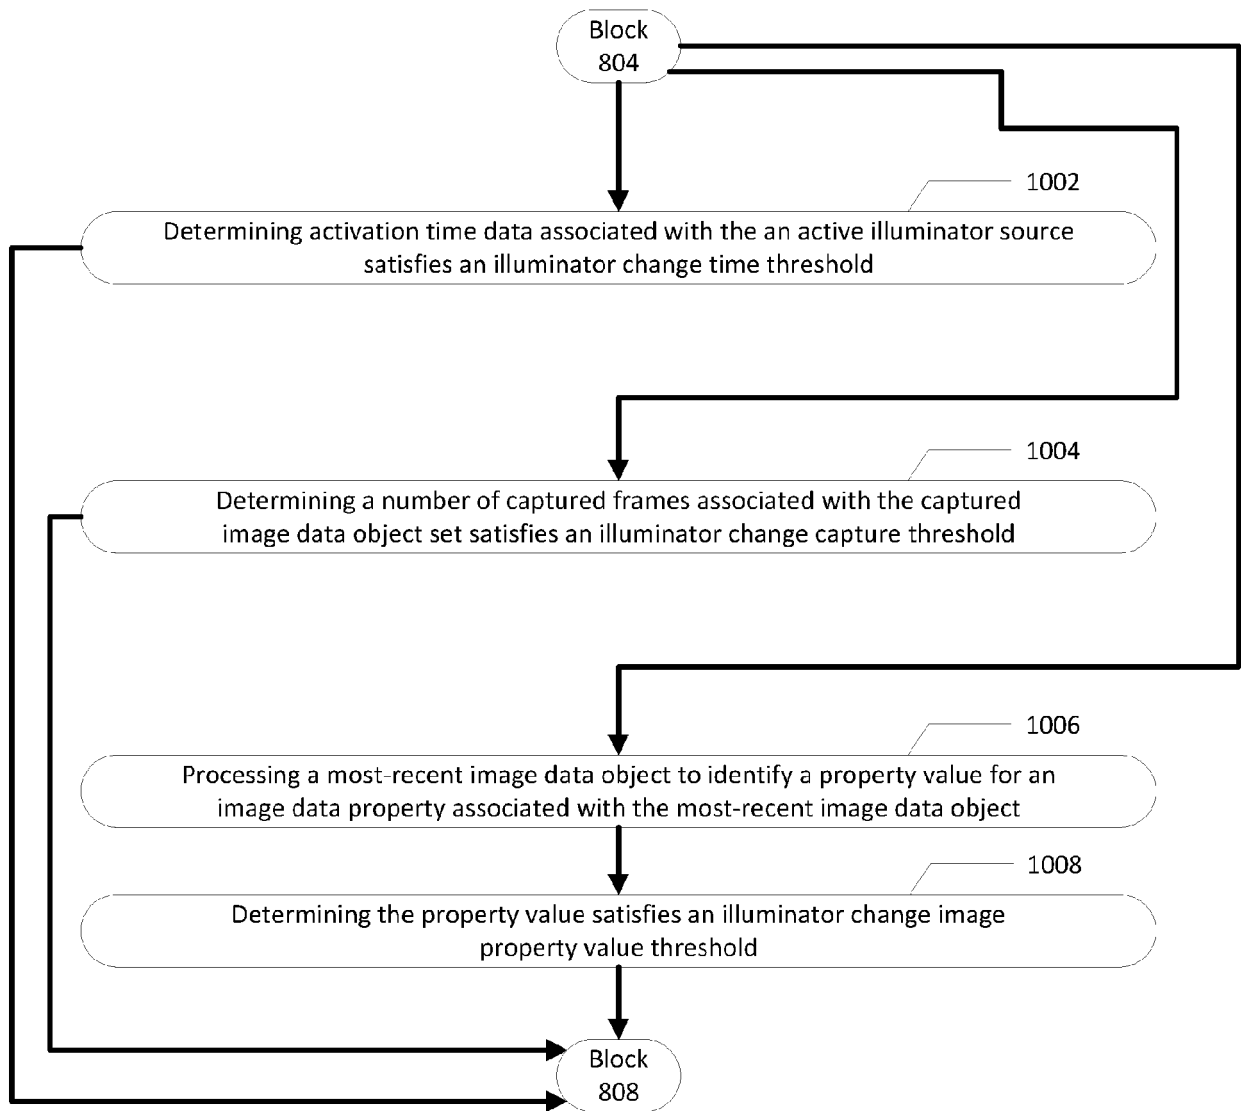 Block
804
1002
Determining activation time data associated with the an active illuminator source
satisfies an illuminator change time threshold
1004
Determining a number of captured frames associated with the captured
image data object set satisfies an illuminator change capture threshold
1006
Processing a most-recent image data object to identify a property value for an
image data property associated with the most-recent image data object
1008
Determining the property value satisfies an illuminator change image
property value threshold
Block
808